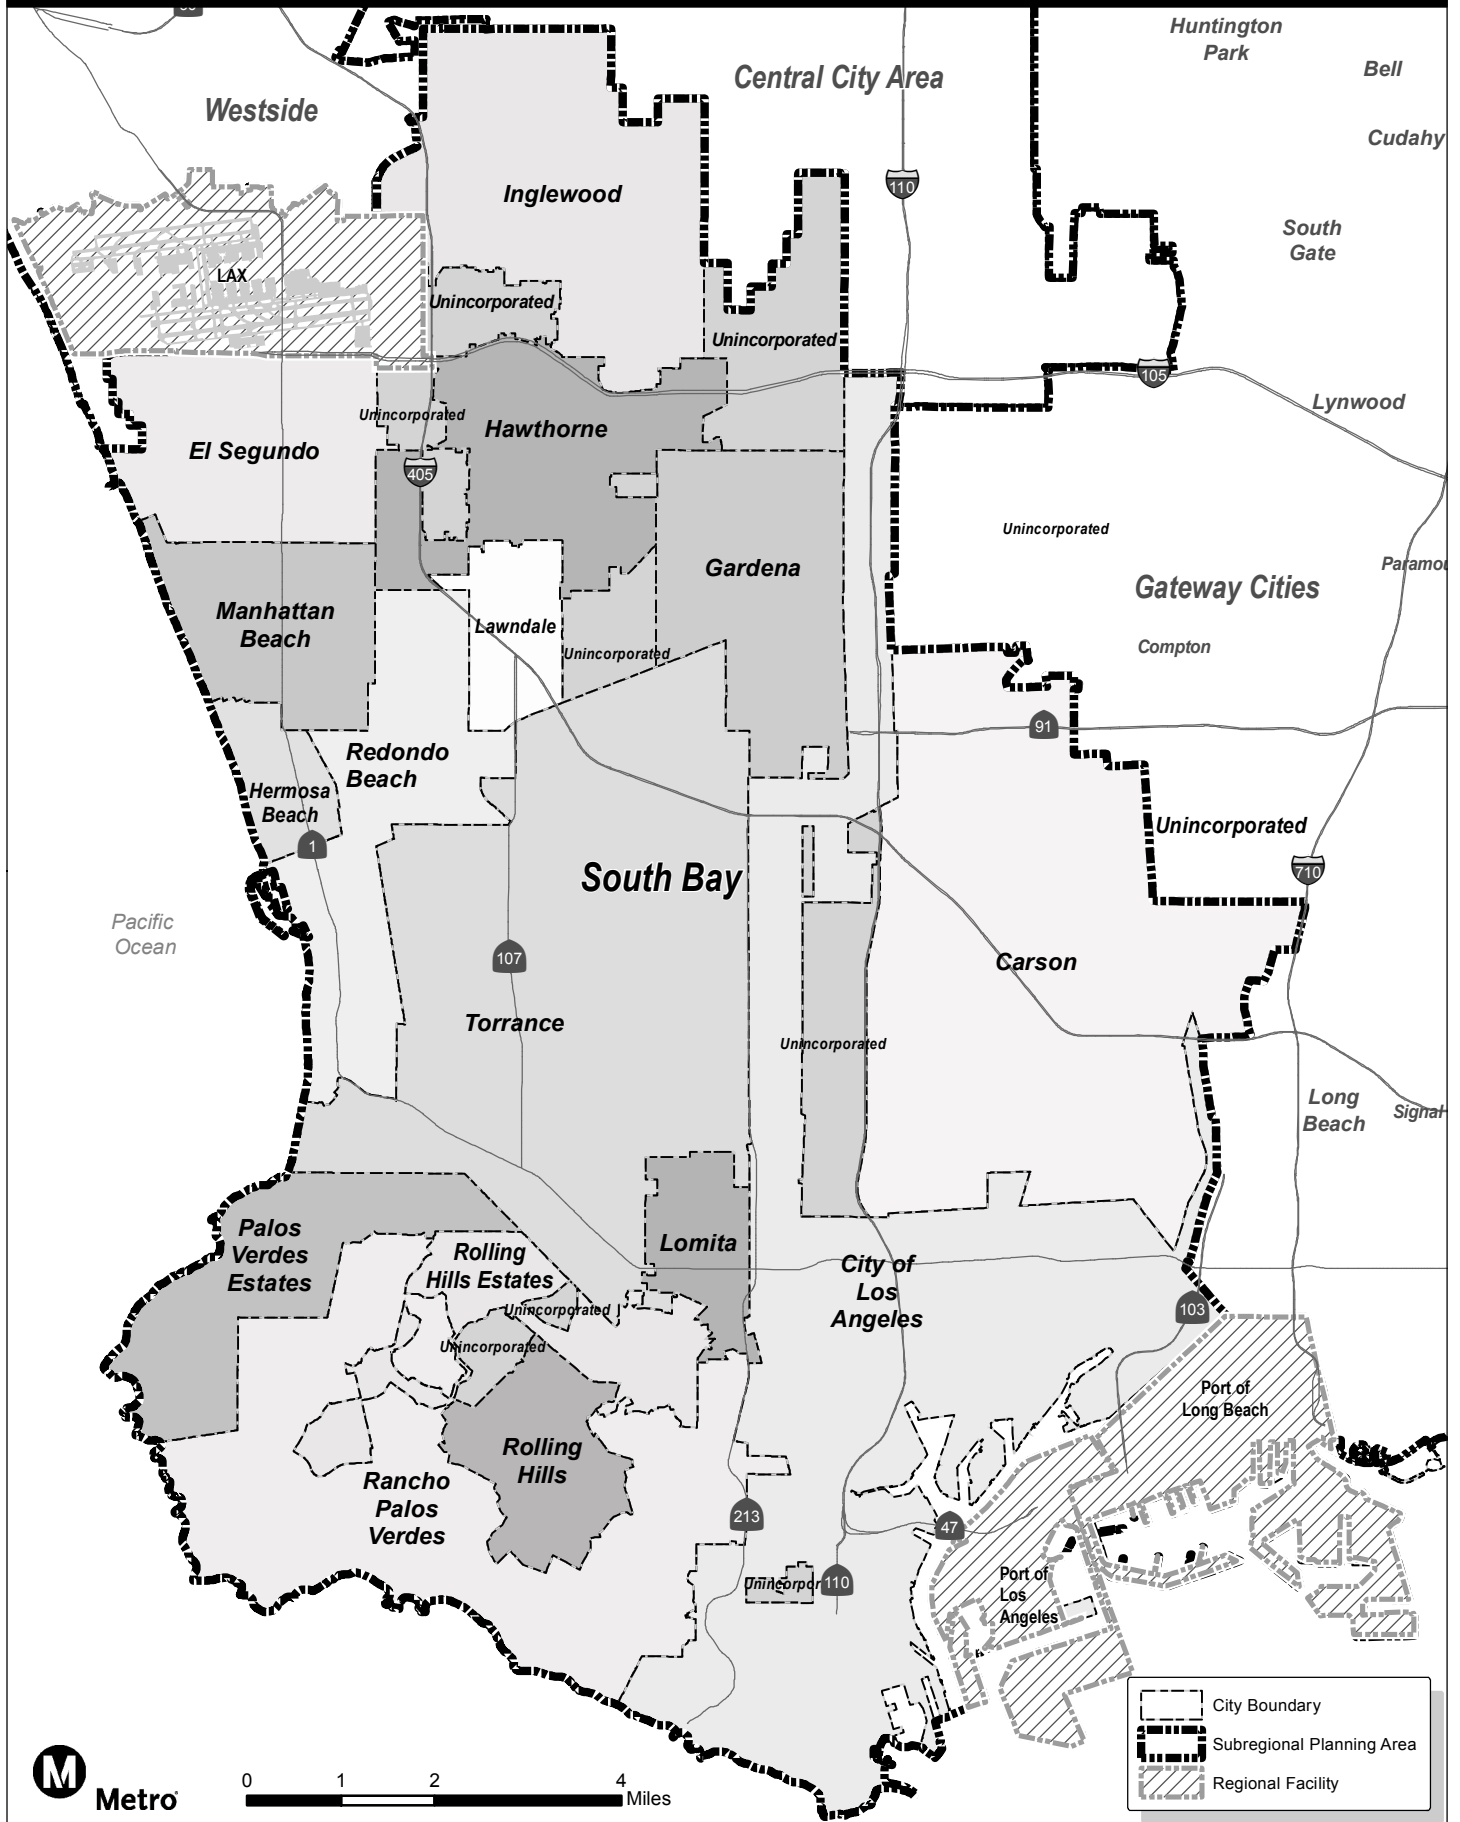 Huntington
Park
Bell
Central City Area
Westside
Cudahy
110
Inglewood
South
Gate
LAX
Unincorporated
Unincorporated
105
Lynwood
Unincorporated
Hawthorne
El Segundo
405
Unincorporated
Gardena
Paramou
Gateway Cities
Manhattan
Beach
Lawndale
Compton
Unincorporated
91
Redondo
Beach
Hermosa
Beach
Unincorporated
1
South Bay
710
Pacific
Ocean
107
Carson
Torrance
Unincorporated
Long
Beach
Signal
Palos
Verdes
Estates
Rolling
Hills Estates
Lomita
City of
Los
Angeles
Unincorporated
103
Unincorporated
Port of
Long Beach
Rolling
Hills
Rancho
Palos
Verdes
213
47
Unincorpor
110
Port of
Los
Angeles
City Boundary
Subregional Planning Area
Regional Facility
M
Metro
0 1 2 4
Miles